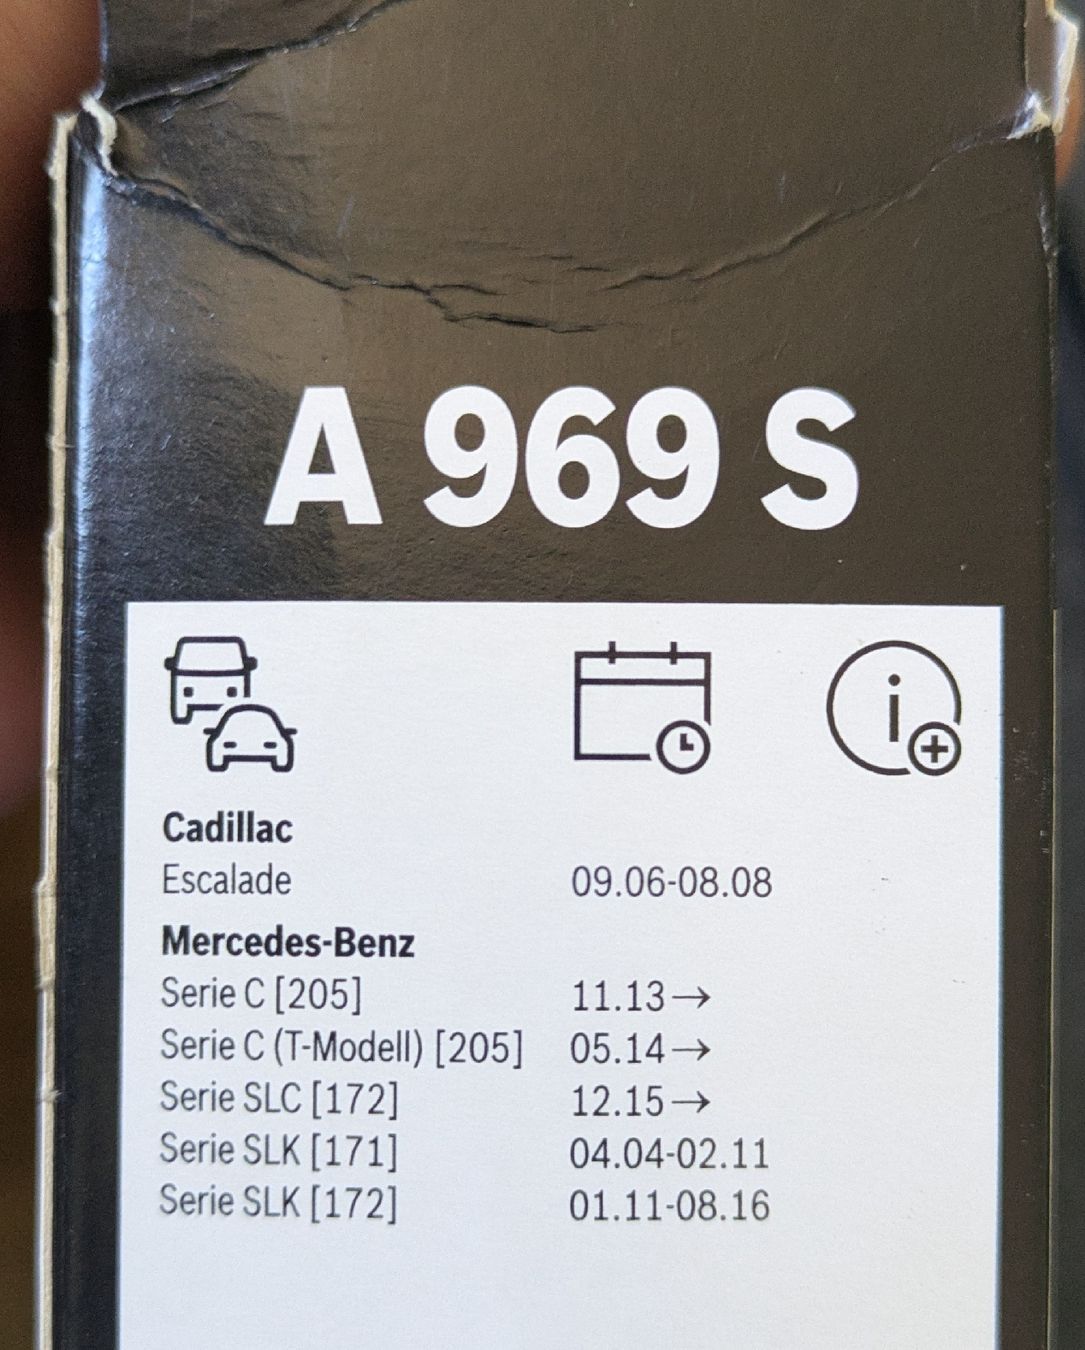 A 969 S
Cadillac
Escalade 09.06-08.08
Mercedes-Benz
Serie C [205] 11.13→
Serie C (T-Modell) [205] 05.14→
Serie SLC [172] 12.15→
Serie SLK [171] 04.04-02.11
Serie SLK [172] 01.11-08.16